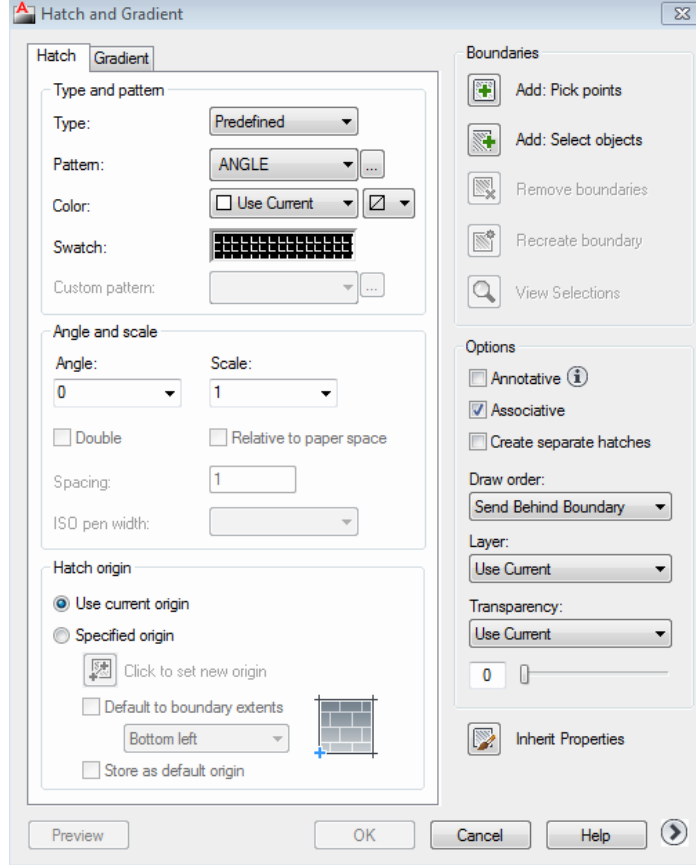 Hatch and Gradient
Hatch
Gradient
Type and pattern
Type:
Predefined
Pattern:
ANGLE
...
Color:
Use Current
Swatch:
Custom pattern:
...
Angle and scale
Angle:
Scale:
0
1
Double
Relative to paper space
Spacing:
1
ISO pen width:
Hatch origin
Use current origin
Specified origin
Click to set new origin
Default to boundary extents
Bottom left
Store as default origin
Boundaries
Add: Pick points
Add: Select objects
Remove boundaries
Recreate boundary
View Selections
Options
Annotative
Associative
Create separate hatches
Draw order:
Send Behind Boundary
Layer:
Use Current
Transparency:
Use Current
0
Inherit Properties
Preview
OK
Cancel
Help